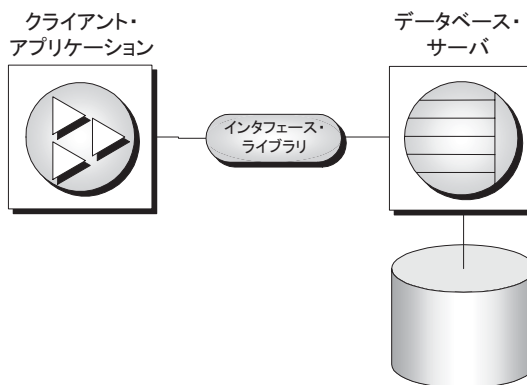 クライアント・
アプリケーション
データベース・
サーバ
インタフェース・
ライブラリ